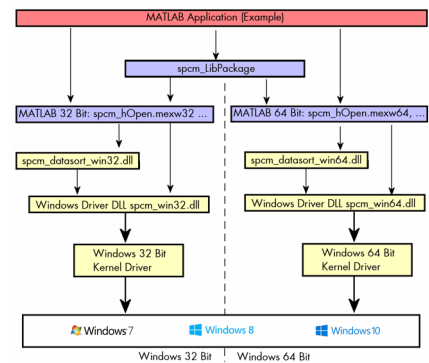 MATLAB Application (Example)
spcm_LibPackage
MATLAB 32 Bit: spcm_hOpen.mexw32 ...
MATLAB 64 Bit: spcm_hOpen.mexw64, ...
spcm_datasort_win32.dll
spcm_datasort_win64.dll
Windows Driver DLL spcm_win32.dll
Windows Driver DLL spcm_win64.dll
Windows 32 Bit
Kernel Driver
Windows 64 Bit
Kernel Driver
Windows 7
Windows 8
Windows 10
Windows 32 Bit
Windows 64 Bit